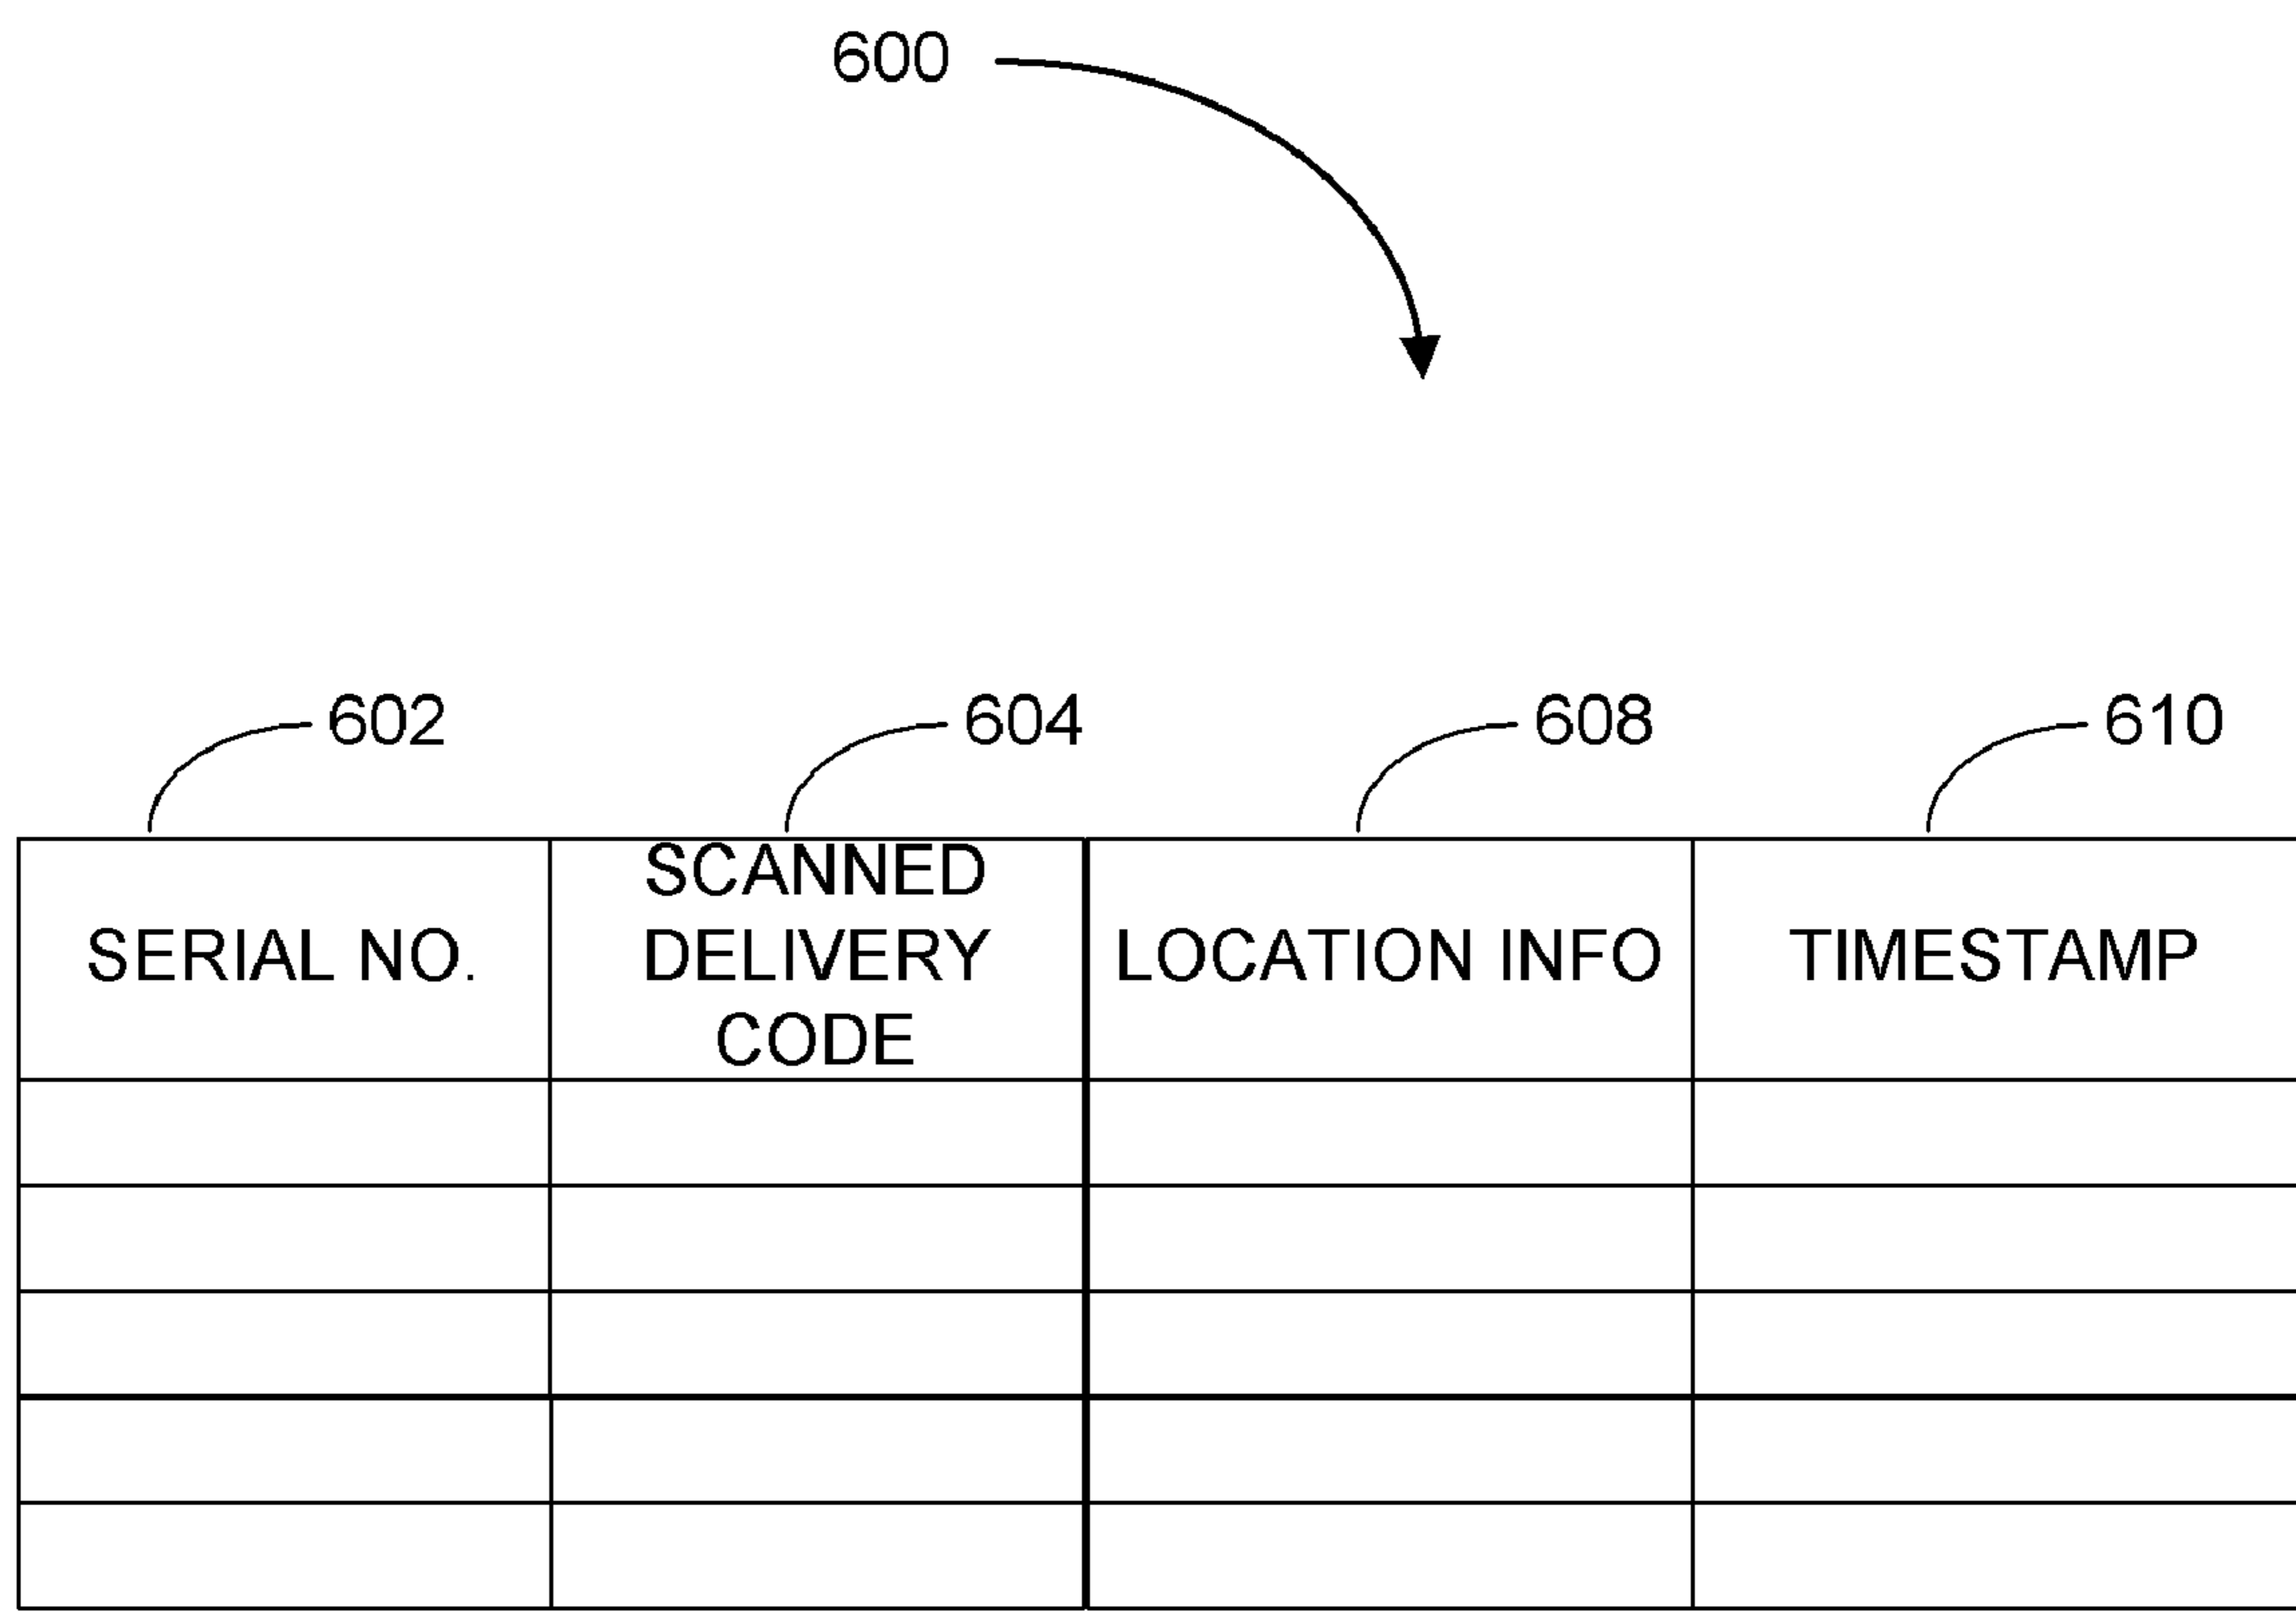 600
602
604
608
610
SERIAL NO.
SCANNED
DELIVERY
CODE
LOCATION INFO
TIMESTAMP